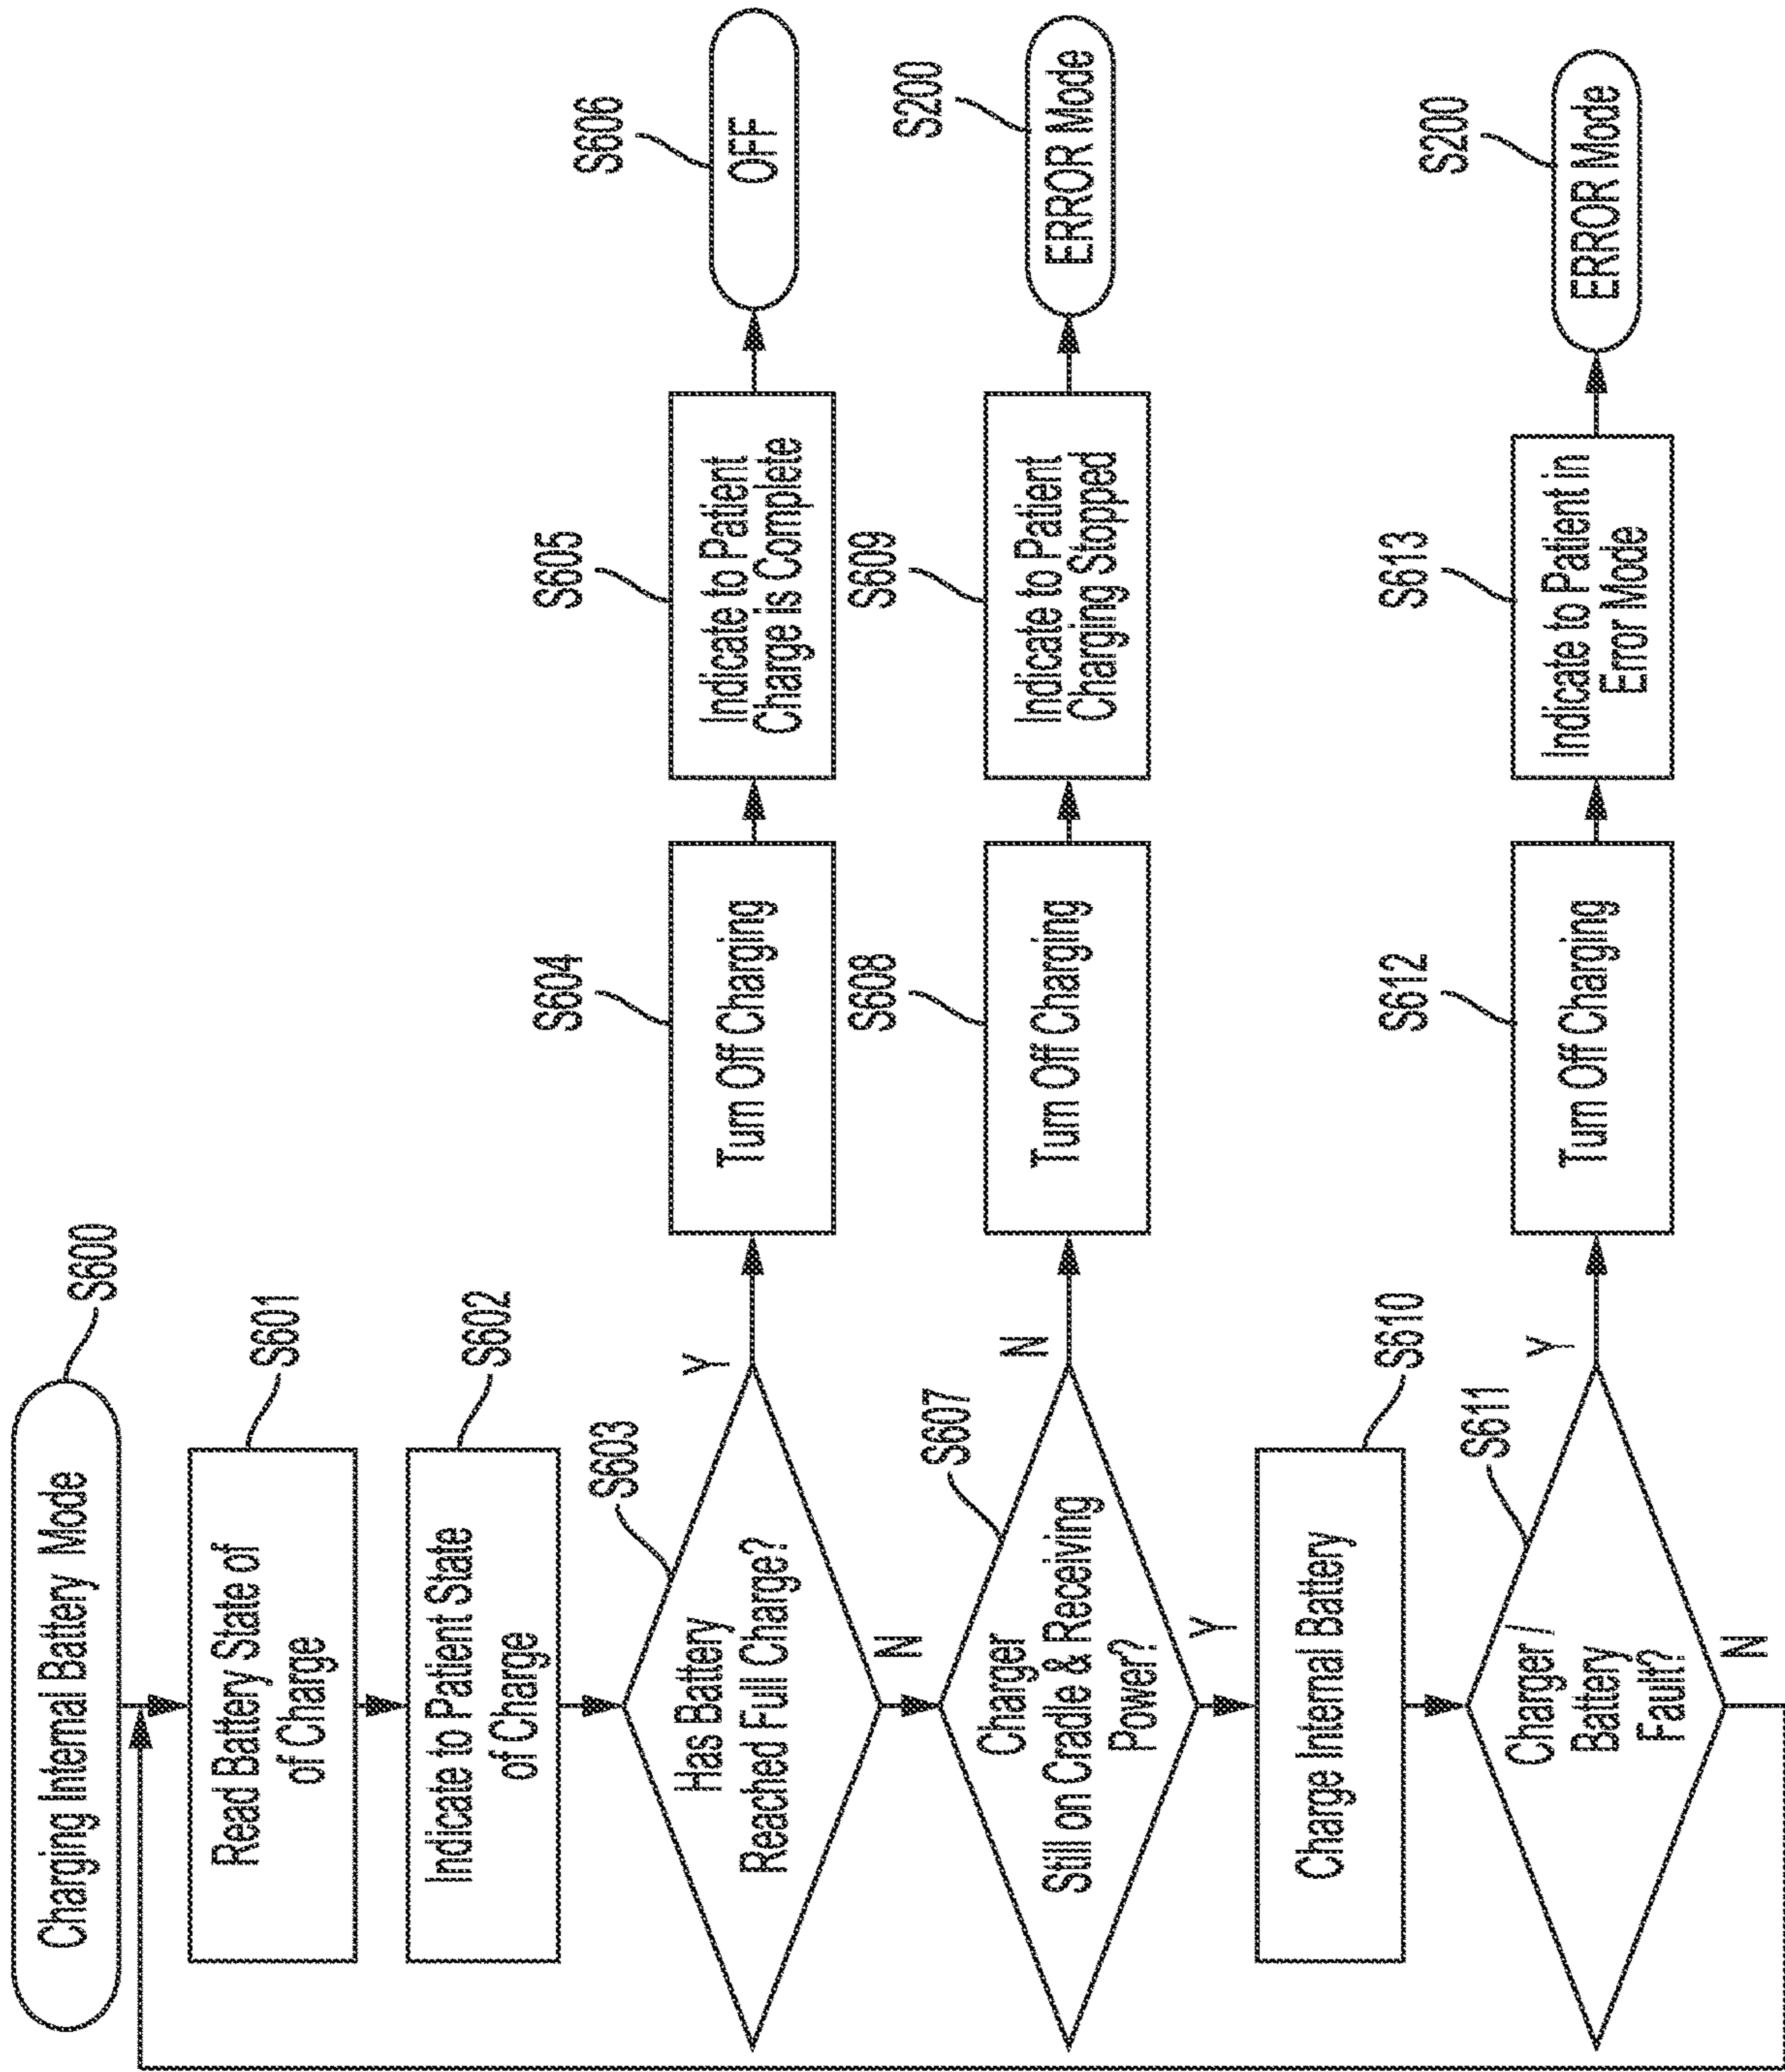 Charging Internal Battery Mode
S600
Read Battery State of
of Charge
S601
Indicate to Patient State
of Charge
S602
Has Battery
Reached Full Charge?
S603
Y
N
Turn Off Charging
S604
Indicate to Patient
Charge is Complete
S605
OFF
S606
Charger
Still on Cradle & Receiving
Power?
S607
N
Y
Turn Off Charging
S608
Indicate to Patient
Charging Stopped
S609
ERROR Mode
S200
Charge Internal Battery
S610
Charger /
Battery
Fault?
S611
Y
N
Turn Off Charging
S612
Indicate to Patient in
Error Mode
S613
ERROR Mode
S200